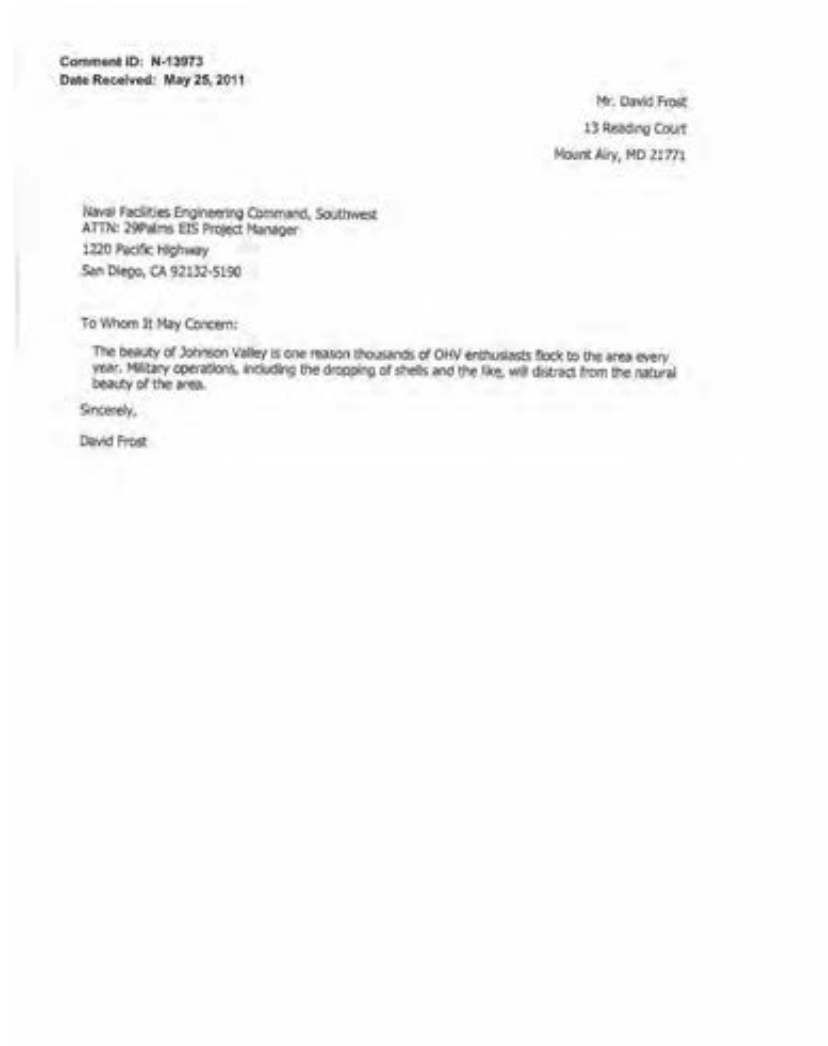 Comment ID: N-13973
Date Received: May 25, 2011
Mr. David Frost
13 Reading Court
Mount Airy, MD 21771
Naval Facilities Engineering Command, Southwest
ATTN: 29Palms EIS Project Manager
1220 Pacific Highway
San Diego, CA 92132-5190
To Whom It May Concern:
The beauty of Johnson Valley is one reason thousands of OHV enthusiasts flock to the area every
year. Military operations, including the dropping of shells and the like, will distract from the natural
beauty of the area.
Sincerely,
David Frost